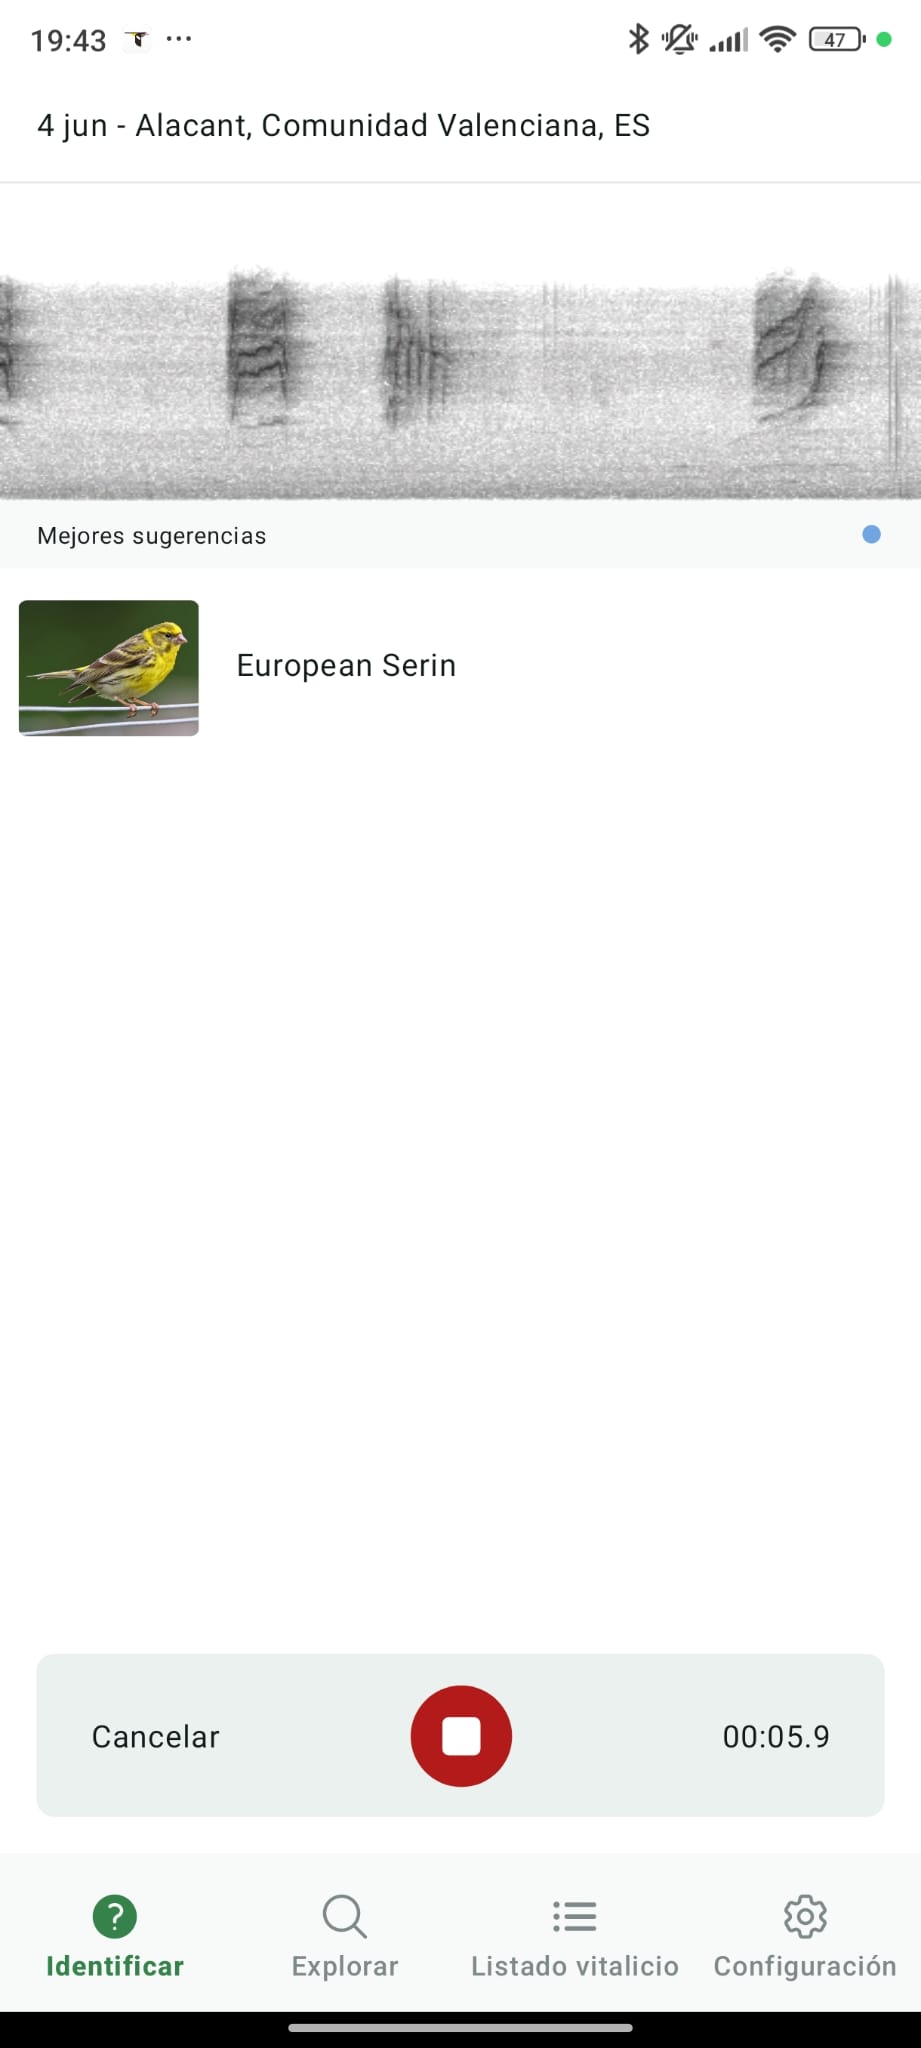 19:43
47
4 jun - Alacant, Comunidad Valenciana, ES
Mejores sugerencias
European Serin
Cancelar
00:05.9
?
Identificar
Explorar
Listado vitalicio
Configuración